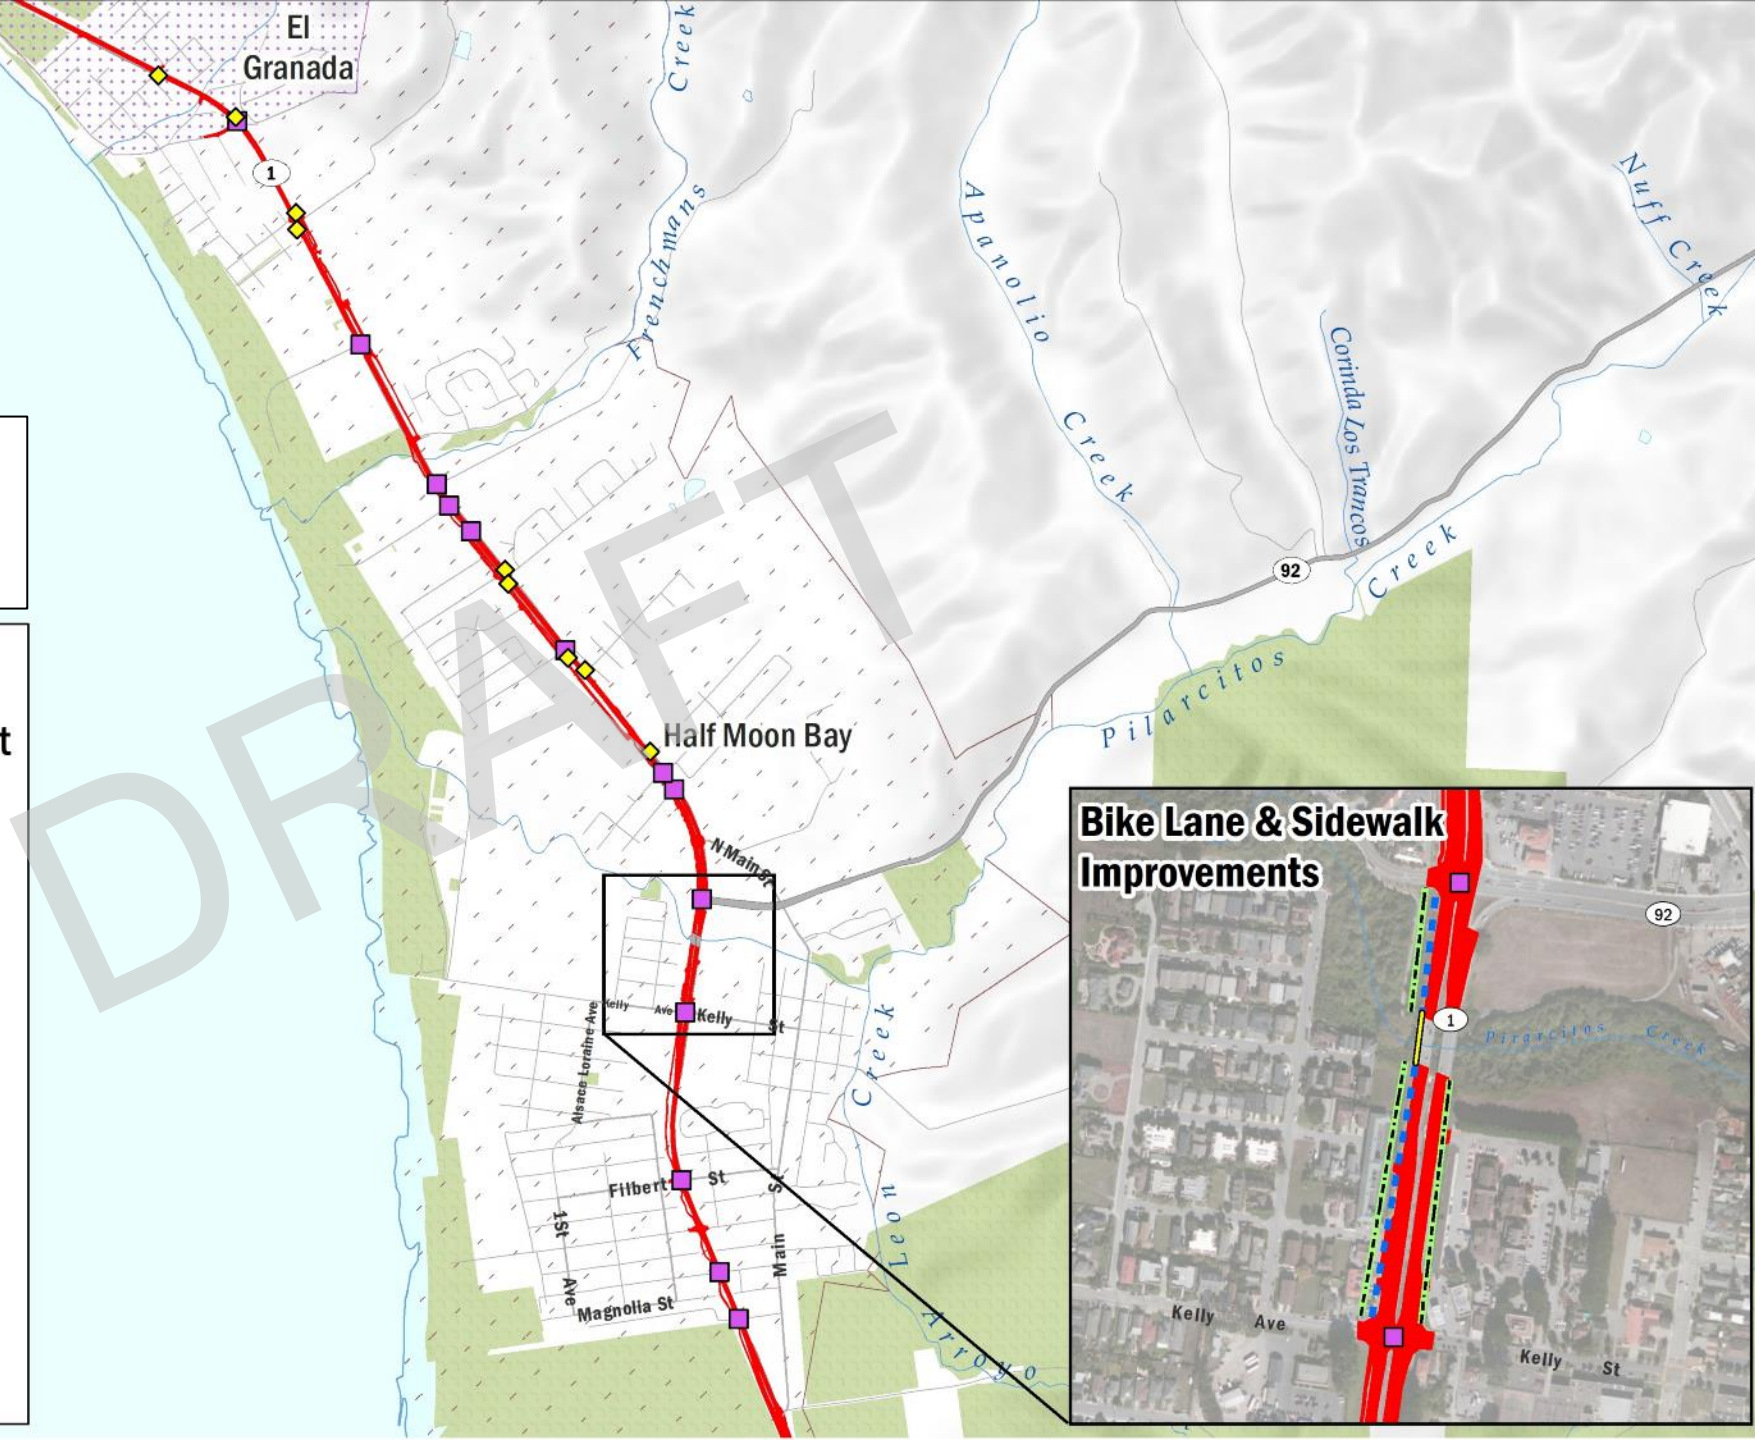 El
Granada
Creek
1
Frenchmans
Apanolio
Creek
Nuff Creek
Corinda Los Trancos
92
Creek
Pilarcitos
t
DRAFT
Half Moon Bay
N Main St
Kelly
Ave
Kelly
St
Alsace Loraine Ave
Creek
Filbert St
St
1St
Ave
Main
Leon
Magnolia St
Arroyo
Bike Lane & Sidewalk
Improvements
92
1
Pirarcitos Creek
Kelly Ave
Kelly St